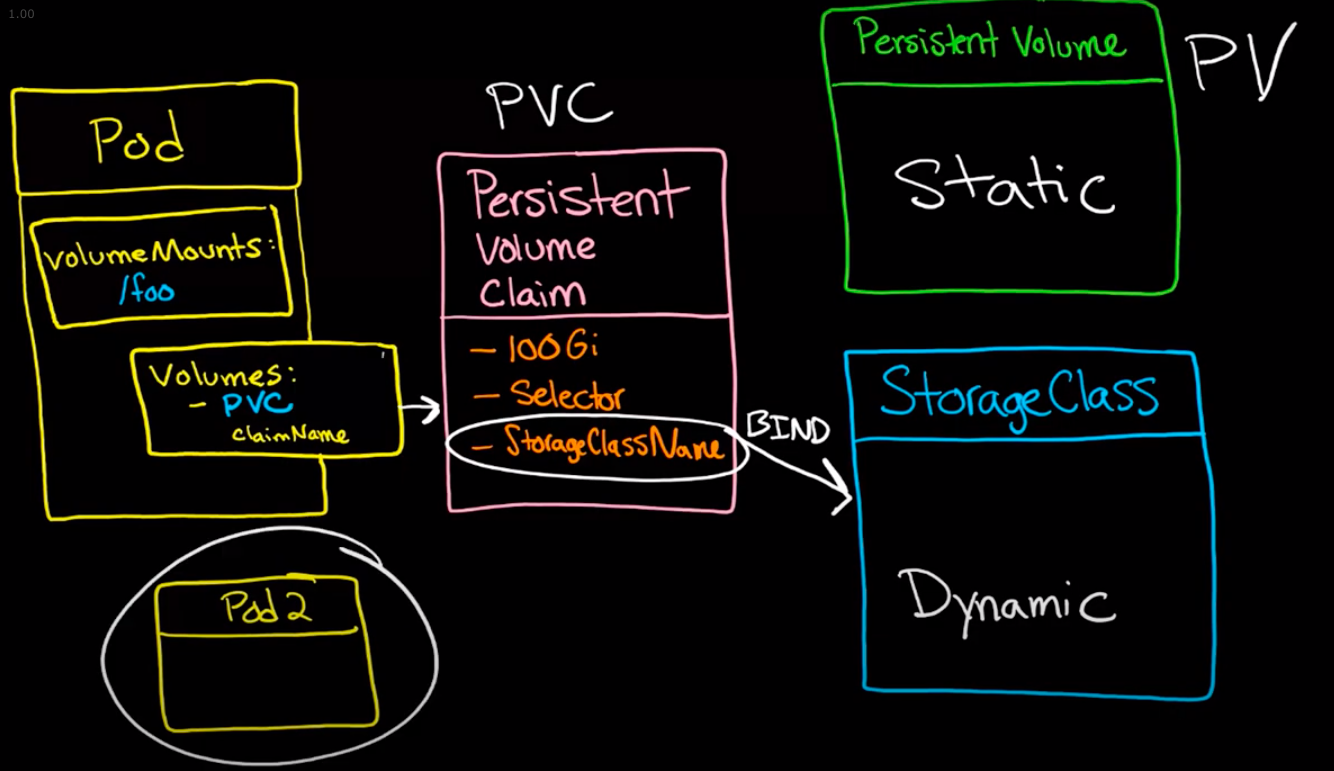 1.00
Pod
volumeMounts:
/foo
Volumes:
- PVC
claimName
Pod 2
PVC
Persistent
Volume
Claim
- 100Gi
- Selector
- StorageClassName
BIND
Persistent Volume
PV
Static
StorageClass
Dynamic